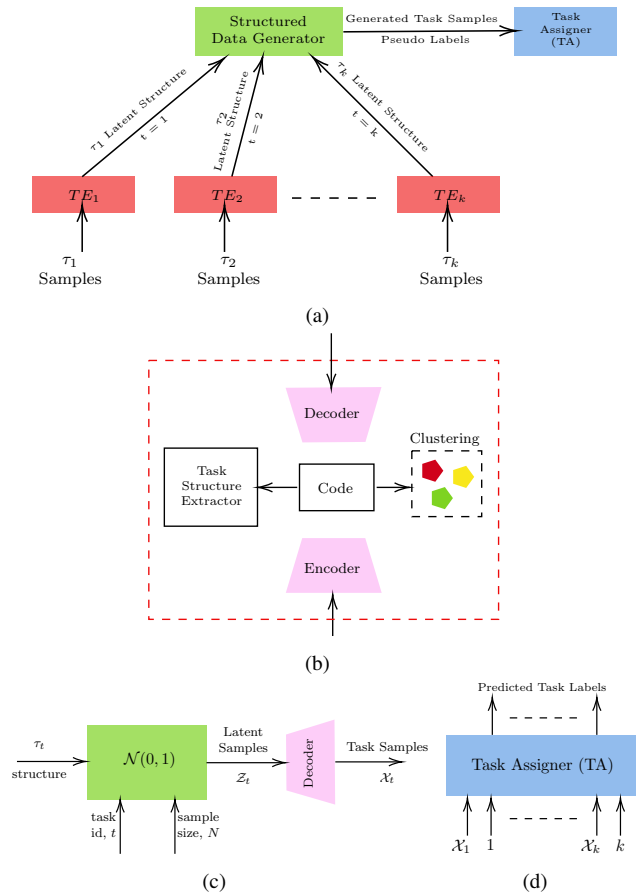 Structured
Data Generator
Generated Task Samples
Pseudo Labels
Task
Assigner
(TA)
τ₁ Latent Structure
t = 1
τ₂
Latent Structure
t = 2
τₖ Latent Structure
t = k
TE₁
TE₂
TEₖ
τ₁
Samples
τ₂
Samples
τₖ
Samples
(a)
Decoder
Clustering
Task
Structure
Extractor
Code
Encoder
(b)
τₜ
structure
𝒩(0, 1)
task
id, t
sample
size, N
Latent
Samples
𝒵ₜ
Decoder
Task Samples
𝒳ₜ
(c)
Predicted Task Labels
Task Assigner (TA)
𝒳₁ 1 𝒳ₖ k
(d)